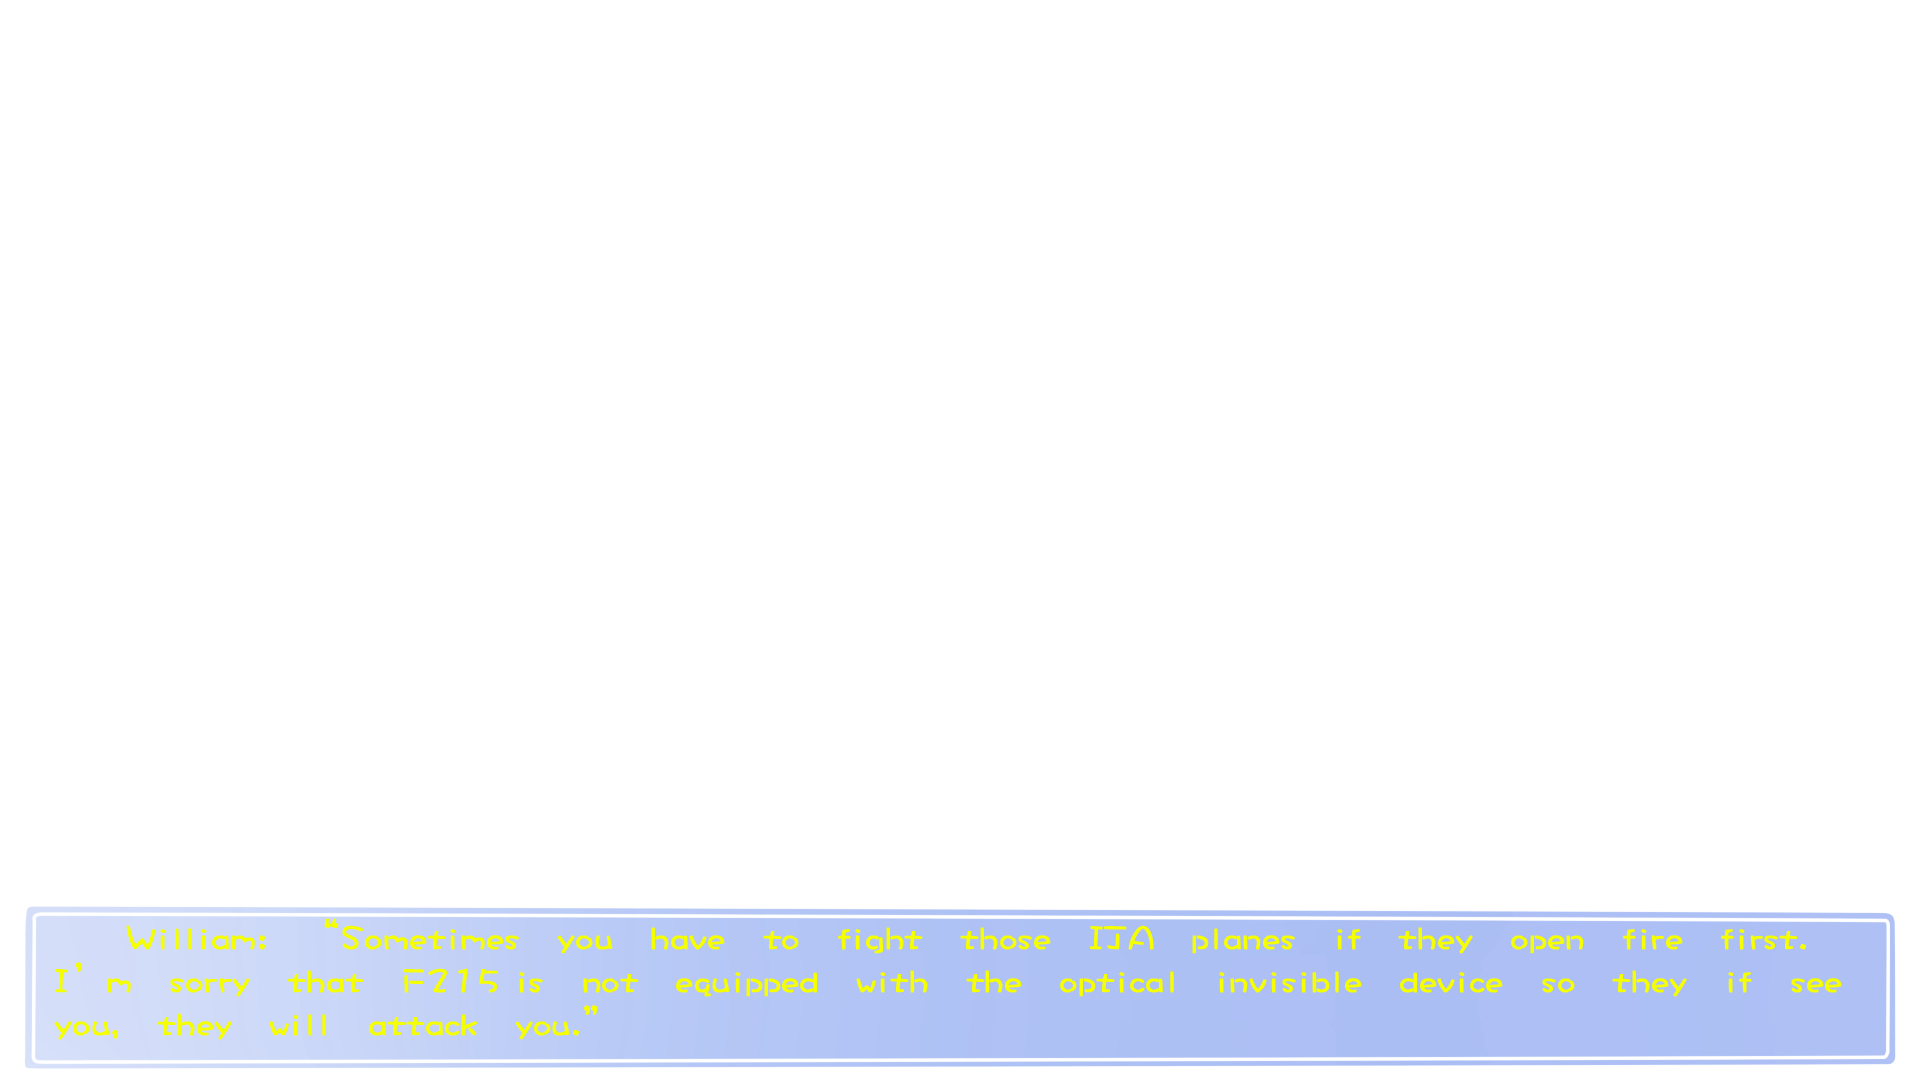 William: “Sometimes you have to fight those IJA planes if they open fire first.
I’m sorry that F215 is not equipped with the optical invisible device so they if see
you, they will attack you.”